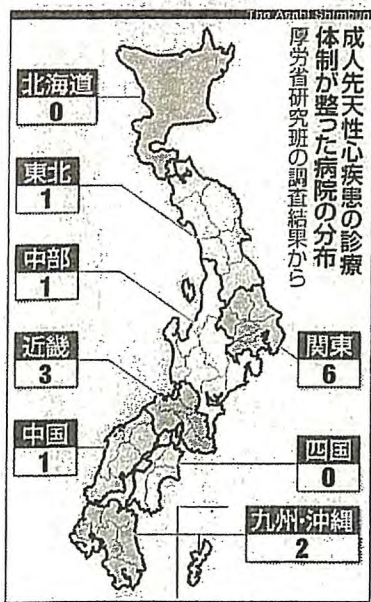 The Asahi Shimbun
成人先天性心疾患の診療
体制が整った病院の分布
厚労省研究班の調査結果から
北海道
0
東北
1
中部
1
近畿
3
中国
1
関東
6
四国
0
九州・沖縄
2